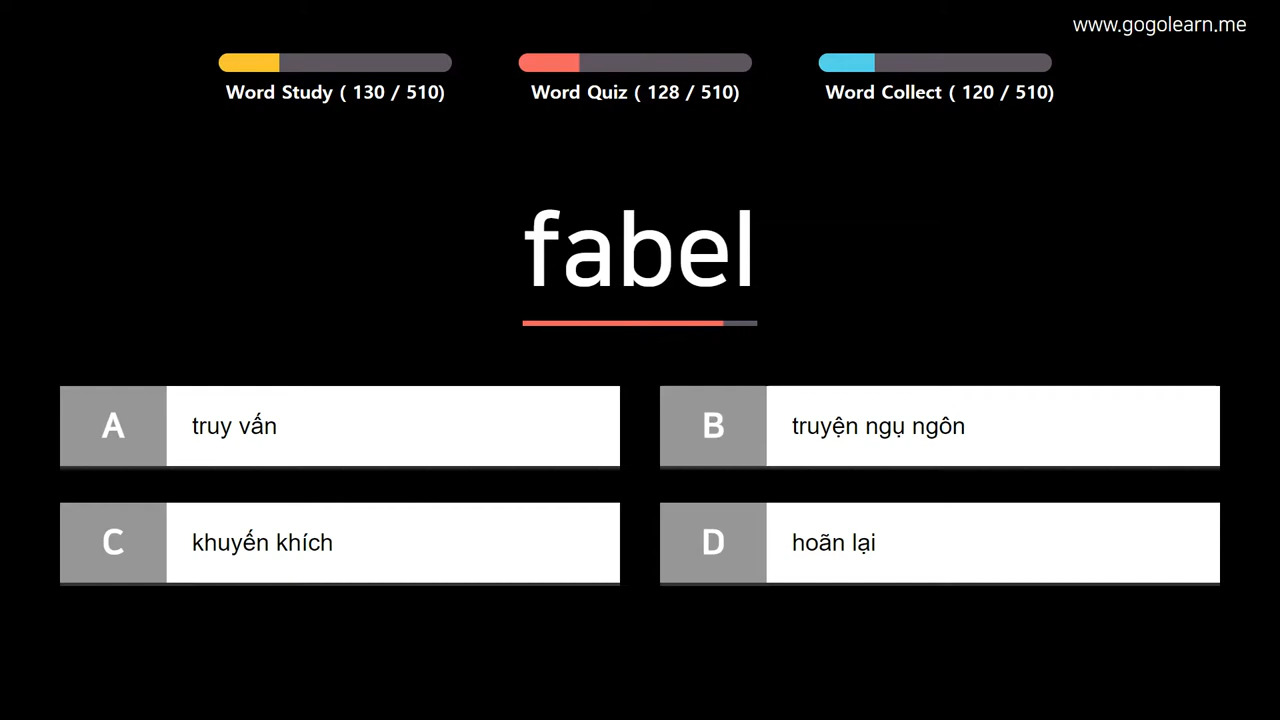 www.gogolearn.me
Word Study ( 130 / 510)
Word Quiz ( 128 / 510)
Word Collect ( 120 / 510)
fabel
A truy vấn
B truyện ngụ ngôn
C khuyến khích
D hoãn lại